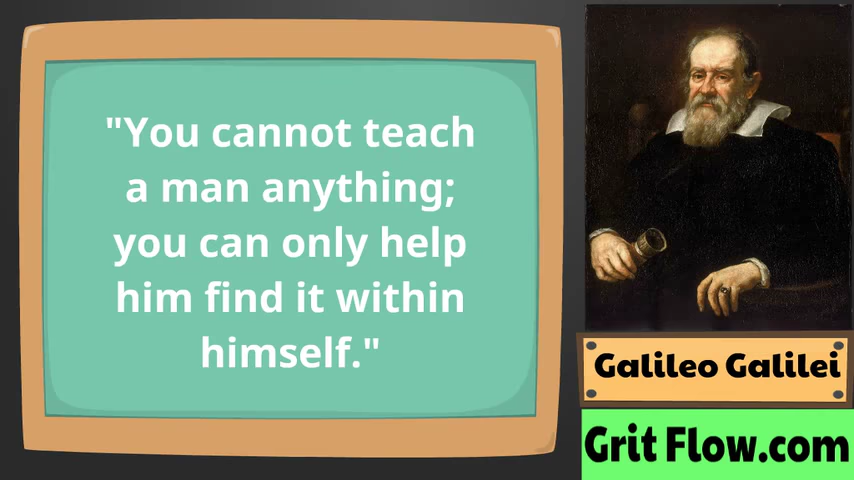 "You cannot teach
a man anything;
you can only help
him find it within
himself."
Galileo Galilei
Grit Flow.com